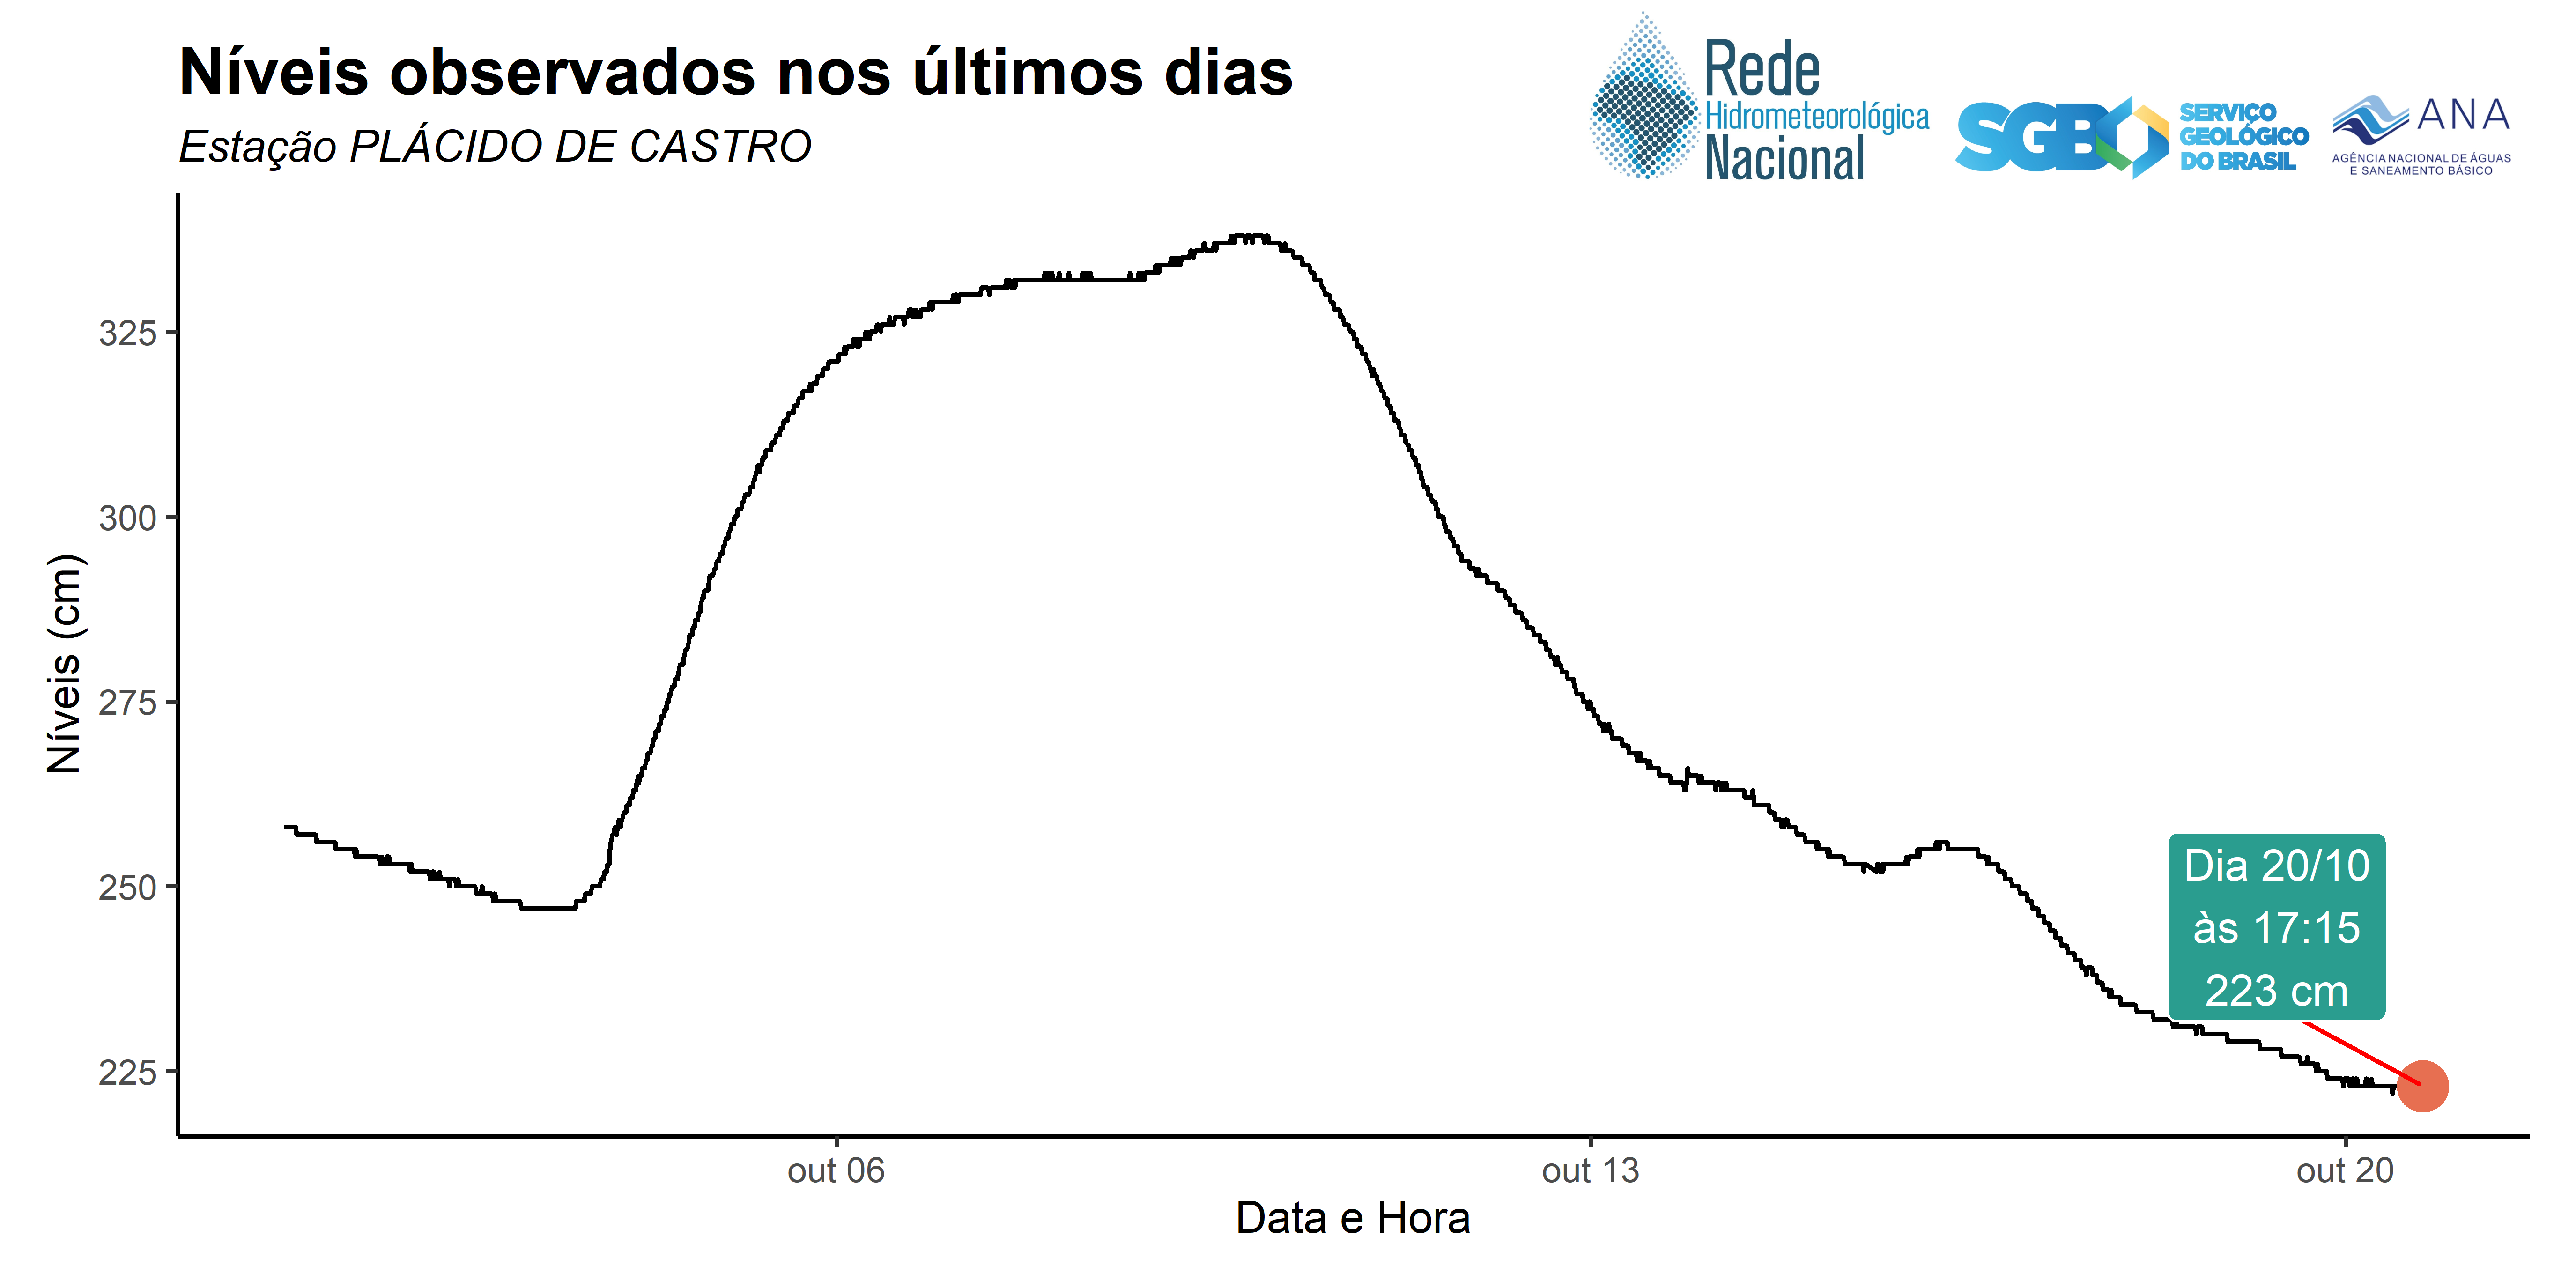 Níveis observados nos últimos dias
Estação PLÁCIDO DE CASTRO
Rede
Hidrometeorológica
Nacional
SGB
SERVIÇO
GEOLÓGICO
DO BRASIL
ANA
AGÊNCIA NACIONAL DE ÁGUAS
E SANEAMENTO BÁSICO
Níveis (cm)
325
300
275
250
225
Dia 20/10
às 17:15
223 cm
out 06
out 13
out 20
Data e Hora